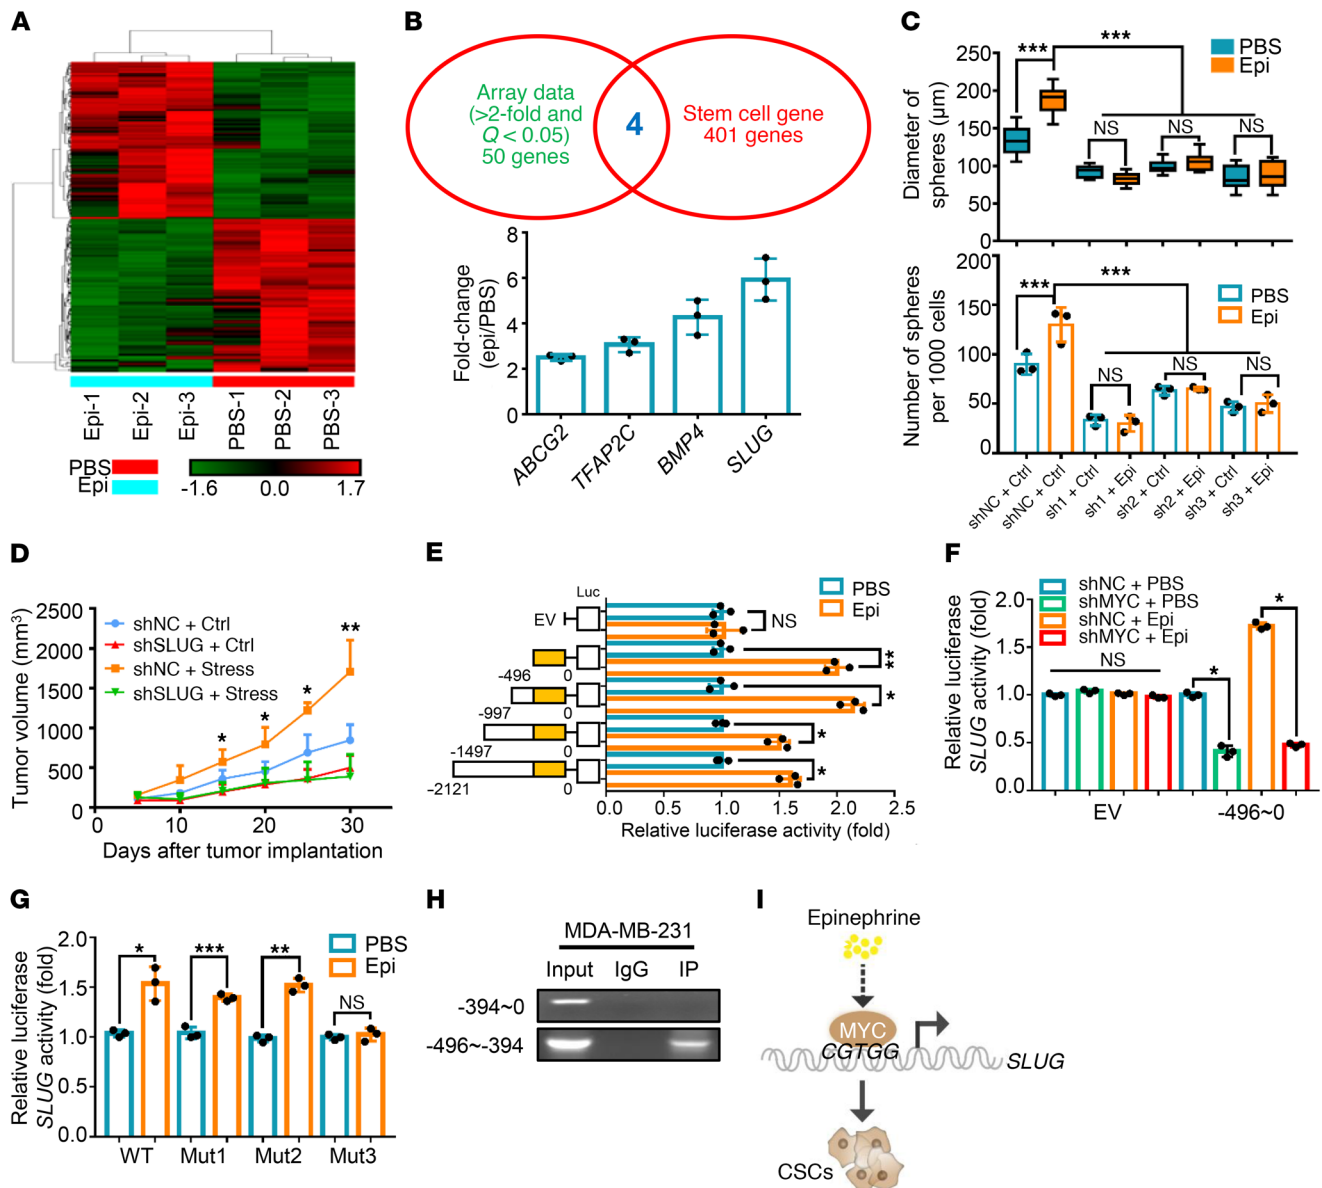 A
Epi-1
Epi-2
Epi-3
PBS-1
PBS-2
PBS-3
PBS
Epi
-1.6 0.0 1.7
B
Array data
(>2-fold and
Q < 0.05)
50 genes
4
Stem cell gene
401 genes
Fold-change
(epi/PBS)
8
6
4
2
0
ABCG2
TFAP2C
BMP4
SLUG
C
Diameter of
spheres (µm)
250
200
150
100
50
0
*** ***
NS NS NS
PBS
Epi
Number of spheres
per 1000 cells
200
150
100
50
0
*** ***
NS NS NS
PBS
Epi
shNC + Ctrl
shNC + Ctrl
sh1 + Ctrl
sh1 + Epi
sh2 + Ctrl
sh2 + Epi
sh3 + Ctrl
sh3 + Epi
D
Tumor volume (mm³)
2500
2000
1500
1000
500
0
shNC + Ctrl
shSLUG + Ctrl
shNC + Stress
shSLUG + Stress
* * * **
0 10 20 30
Days after tumor implantation
E
Luc
PBS
Epi
EV
NS
-496 0
**
-997 0
*
-1497 0
*
-2121 0
*
0.0 0.5 1.0 1.5 2.0 2.5
Relative luciferase activity (fold)
F
Relative luciferase
SLUG activity (fold)
2.0
1.5
1.0
0.5
0.0
shNC + PBS
shMYC + PBS
shNC + Epi
shMYC + Epi
NS * *
EV -496~0
G
Relative luciferase
SLUG activity (fold)
2.0
1.5
1.0
0.5
0.0
PBS
Epi
* *** ** NS
WT Mut1 Mut2 Mut3
H
MDA-MB-231
Input IgG IP
-394~0
-496~-394
I
Epinephrine
MYC
CGTGG
SLUG
CSCs